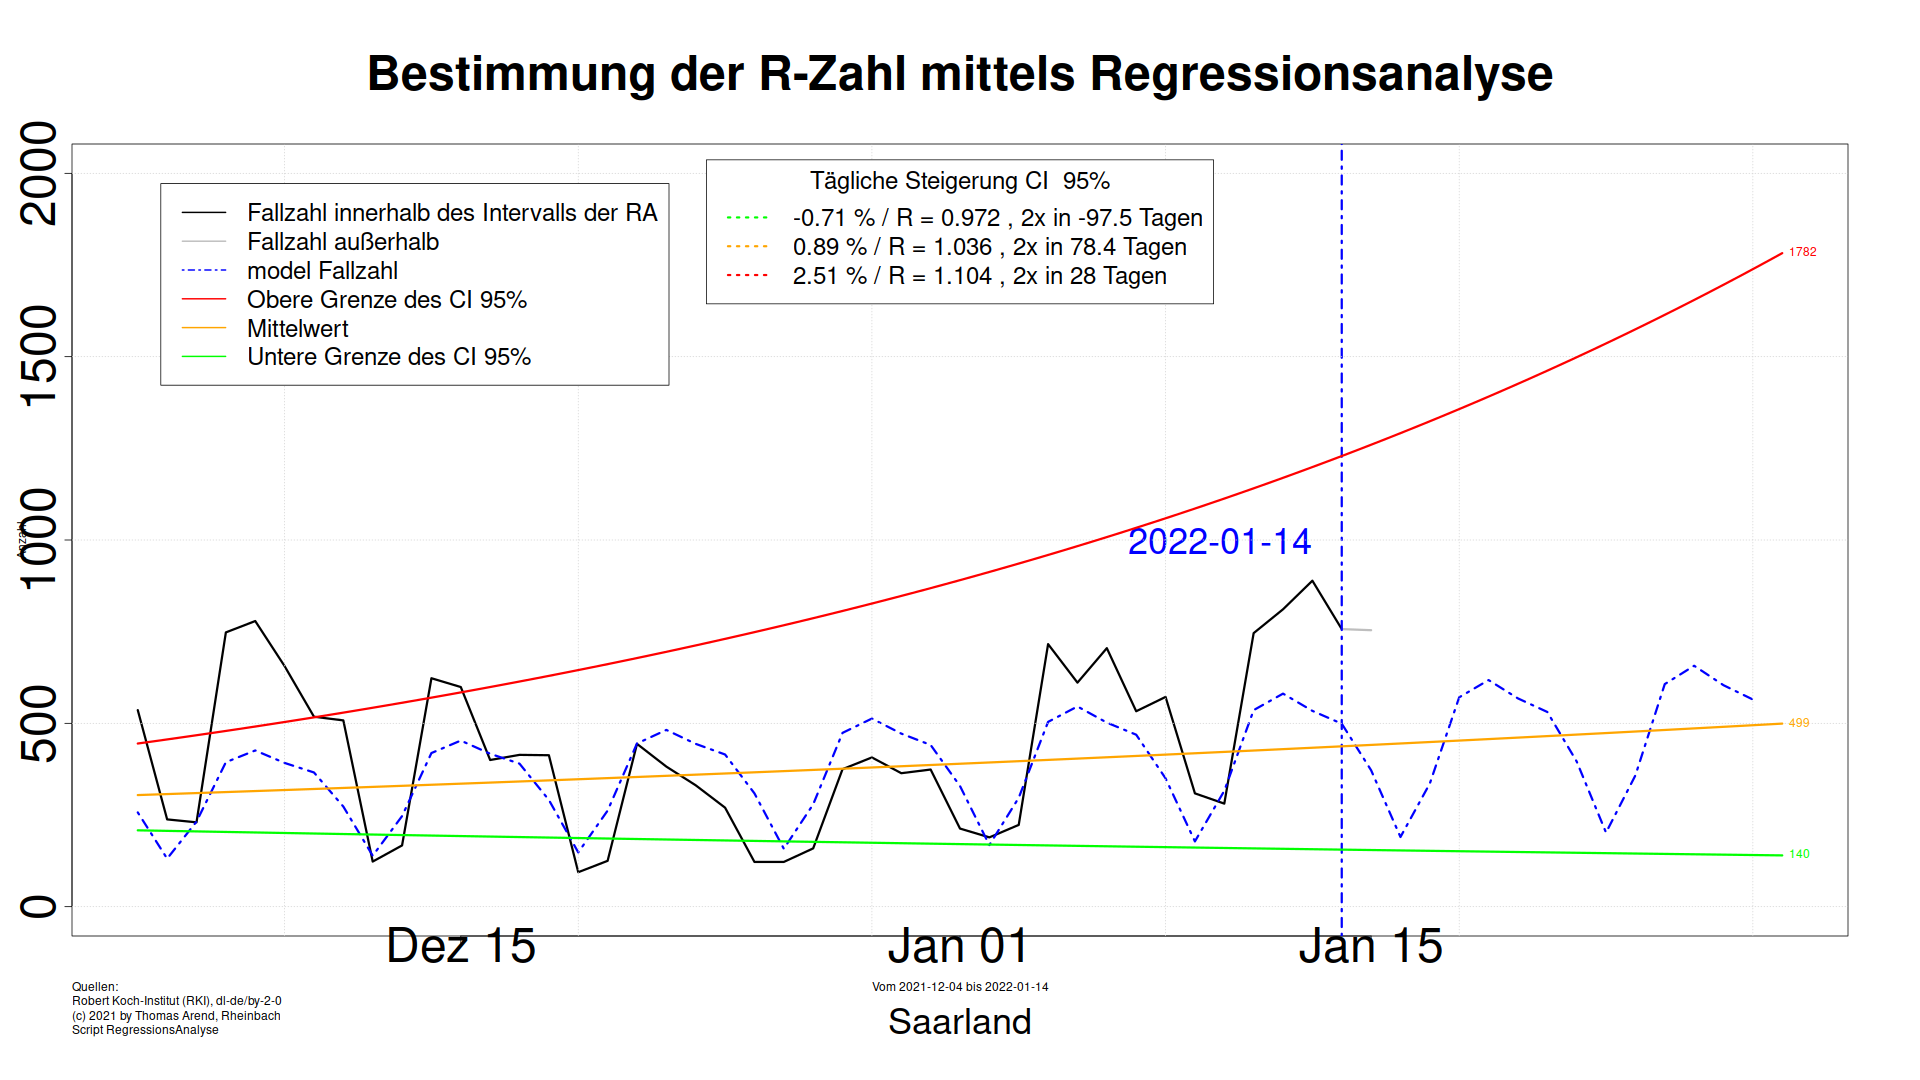 Bestimmung der R-Zahl mittels Regressionsanalyse
2000
1500
1000
500
0
Anzahl
Fallzahl innerhalb des Intervalls der RA
Fallzahl außerhalb
model Fallzahl
Obere Grenze des CI 95%
Mittelwert
Untere Grenze des CI 95%
Tägliche Steigerung CI 95%
-0.71 % / R = 0.972 , 2x in -97.5 Tagen
0.89 % / R = 1.036 , 2x in 78.4 Tagen
2.51 % / R = 1.104 , 2x in 28 Tagen
1782
2022-01-14
499
140
Dez 15
Jan 01
Jan 15
Quellen:
Robert Koch-Institut (RKI), dl-de/by-2-0
(c) 2021 by Thomas Arend, Rheinbach
Script RegressionsAnalyse
Vom 2021-12-04 bis 2022-01-14
Saarland